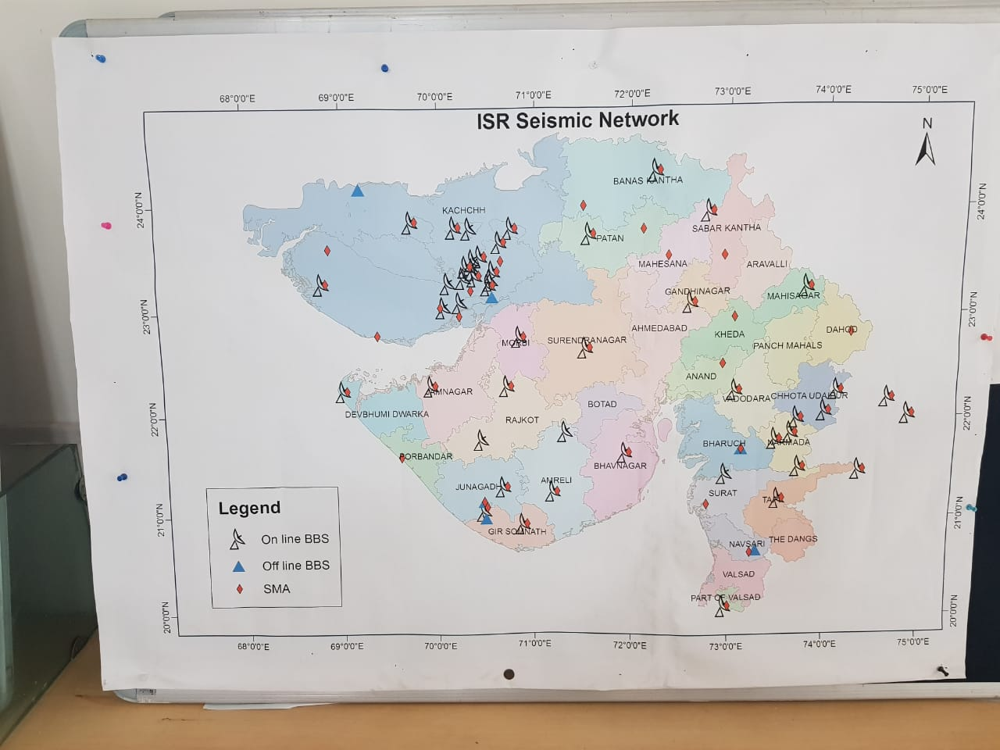 68°0'0"E 69°0'0"E 70°0'0"E 71°0'0"E 72°0'0"E 73°0'0"E 74°0'0"E 75°0'0"E
ISR Seismic Network
N
BANAS KANTHA
24°0'0"N
24°0'0"N
KACHCHH
SABAR KANTHA
PATAN
MAHESANA
ARAVALLI
GANDHINAGAR
MAHISAGAR
23°0'0"N
23°0'0"N
AHMEDABAD
DAHOD
KHEDA
MORBI
SURENDRANAGAR
PANCH MAHALS
ANAND
JAMNAGAR
VADODARA
CHHOTA UDAIPUR
BOTAD
DEVBHUMI DWARKA
22°0'0"N
22°0'0"N
RAJKOT
BHARUCH
NARMADA
PORBANDAR
BHAVNAGAR
AMRELI
JUNAGADH
SURAT
TAPI
21°0'0"N
21°0'0"N
GIR SOMNATH
THE DANGS
NAVSARI
VALSAD
PART OF VALSAD
Legend
On line BBS
Off line BBS
SMA
20°0'0"N
20°0'0"N
68°0'0"E 69°0'0"E 70°0'0"E 71°0'0"E 72°0'0"E 73°0'0"E 74°0'0"E 75°0'0"E